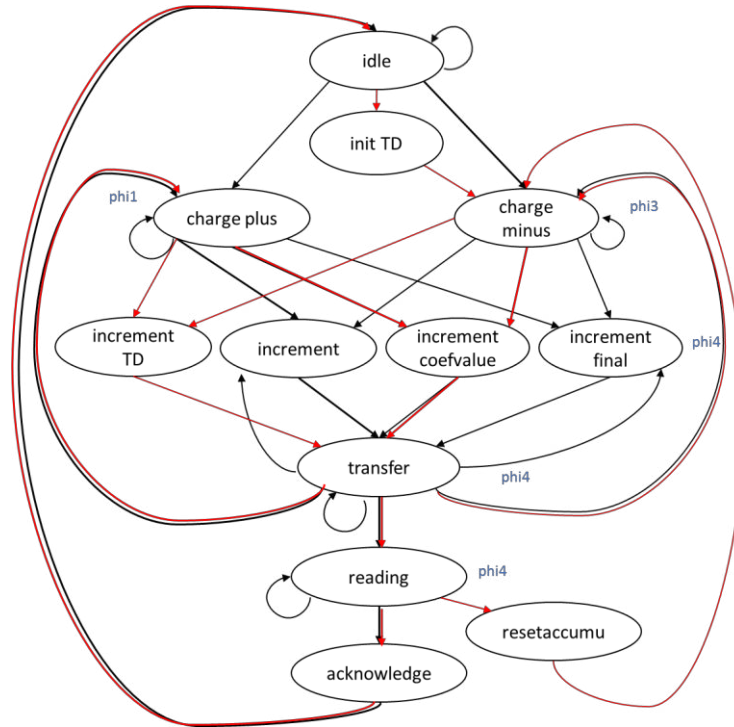 idle
init TD
phi1
charge plus
charge
minus
phi3
increment
TD
increment
increment
coefvalue
increment
final
phi4
transfer
phi4
reading
phi4
resetaccumu
acknowledge